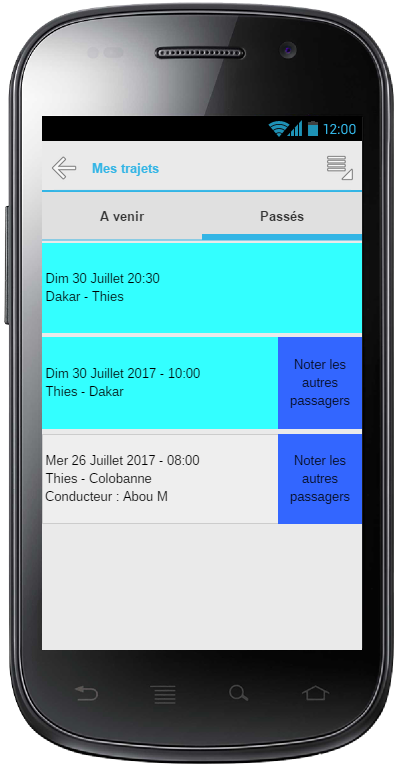 12:00
Mes trajets
A venir
Passés
Dim 30 Juillet 20:30
Dakar - Thies
Dim 30 Juillet 2017 - 10:00
Thies - Dakar
Noter les
autres
passagers
Mer 26 Juillet 2017 - 08:00
Thies - Colobanne
Conducteur : Abou M
Noter les
autres
passagers